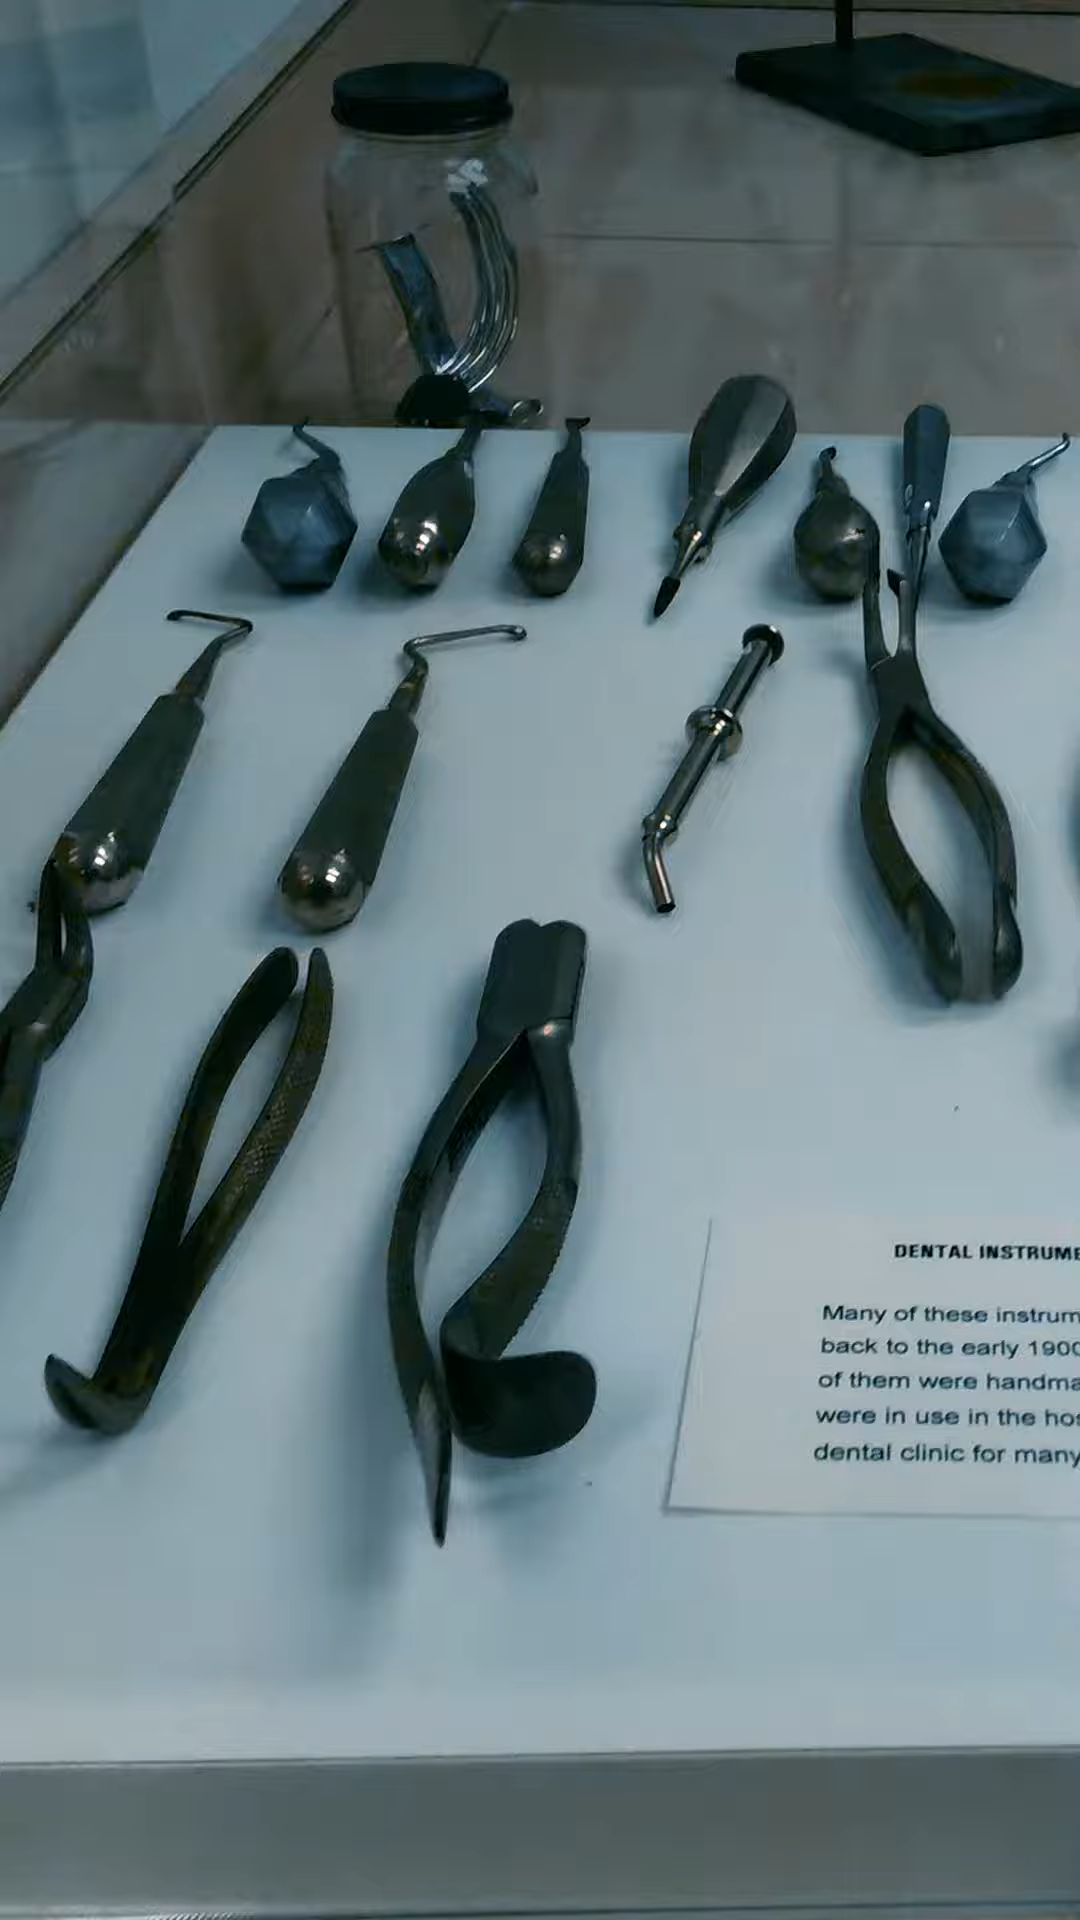 DENTAL INSTRUME
Many of these instrum
back to the early 190
of them were handma
were in use in the hos
dental clinic for many